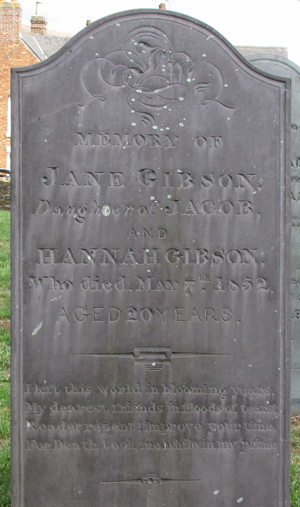 In
MEMORY OF
JANE GIBSON,
Daughter of JACOB,
AND
HANNAH GIBSON;
Who died, MAY 7th 1852,
AGED 20 YEARS.
I left this world in blooming years,
My dearest friends in floods of tears,
Reader repent improve your time,
For Death took me while in my prime.